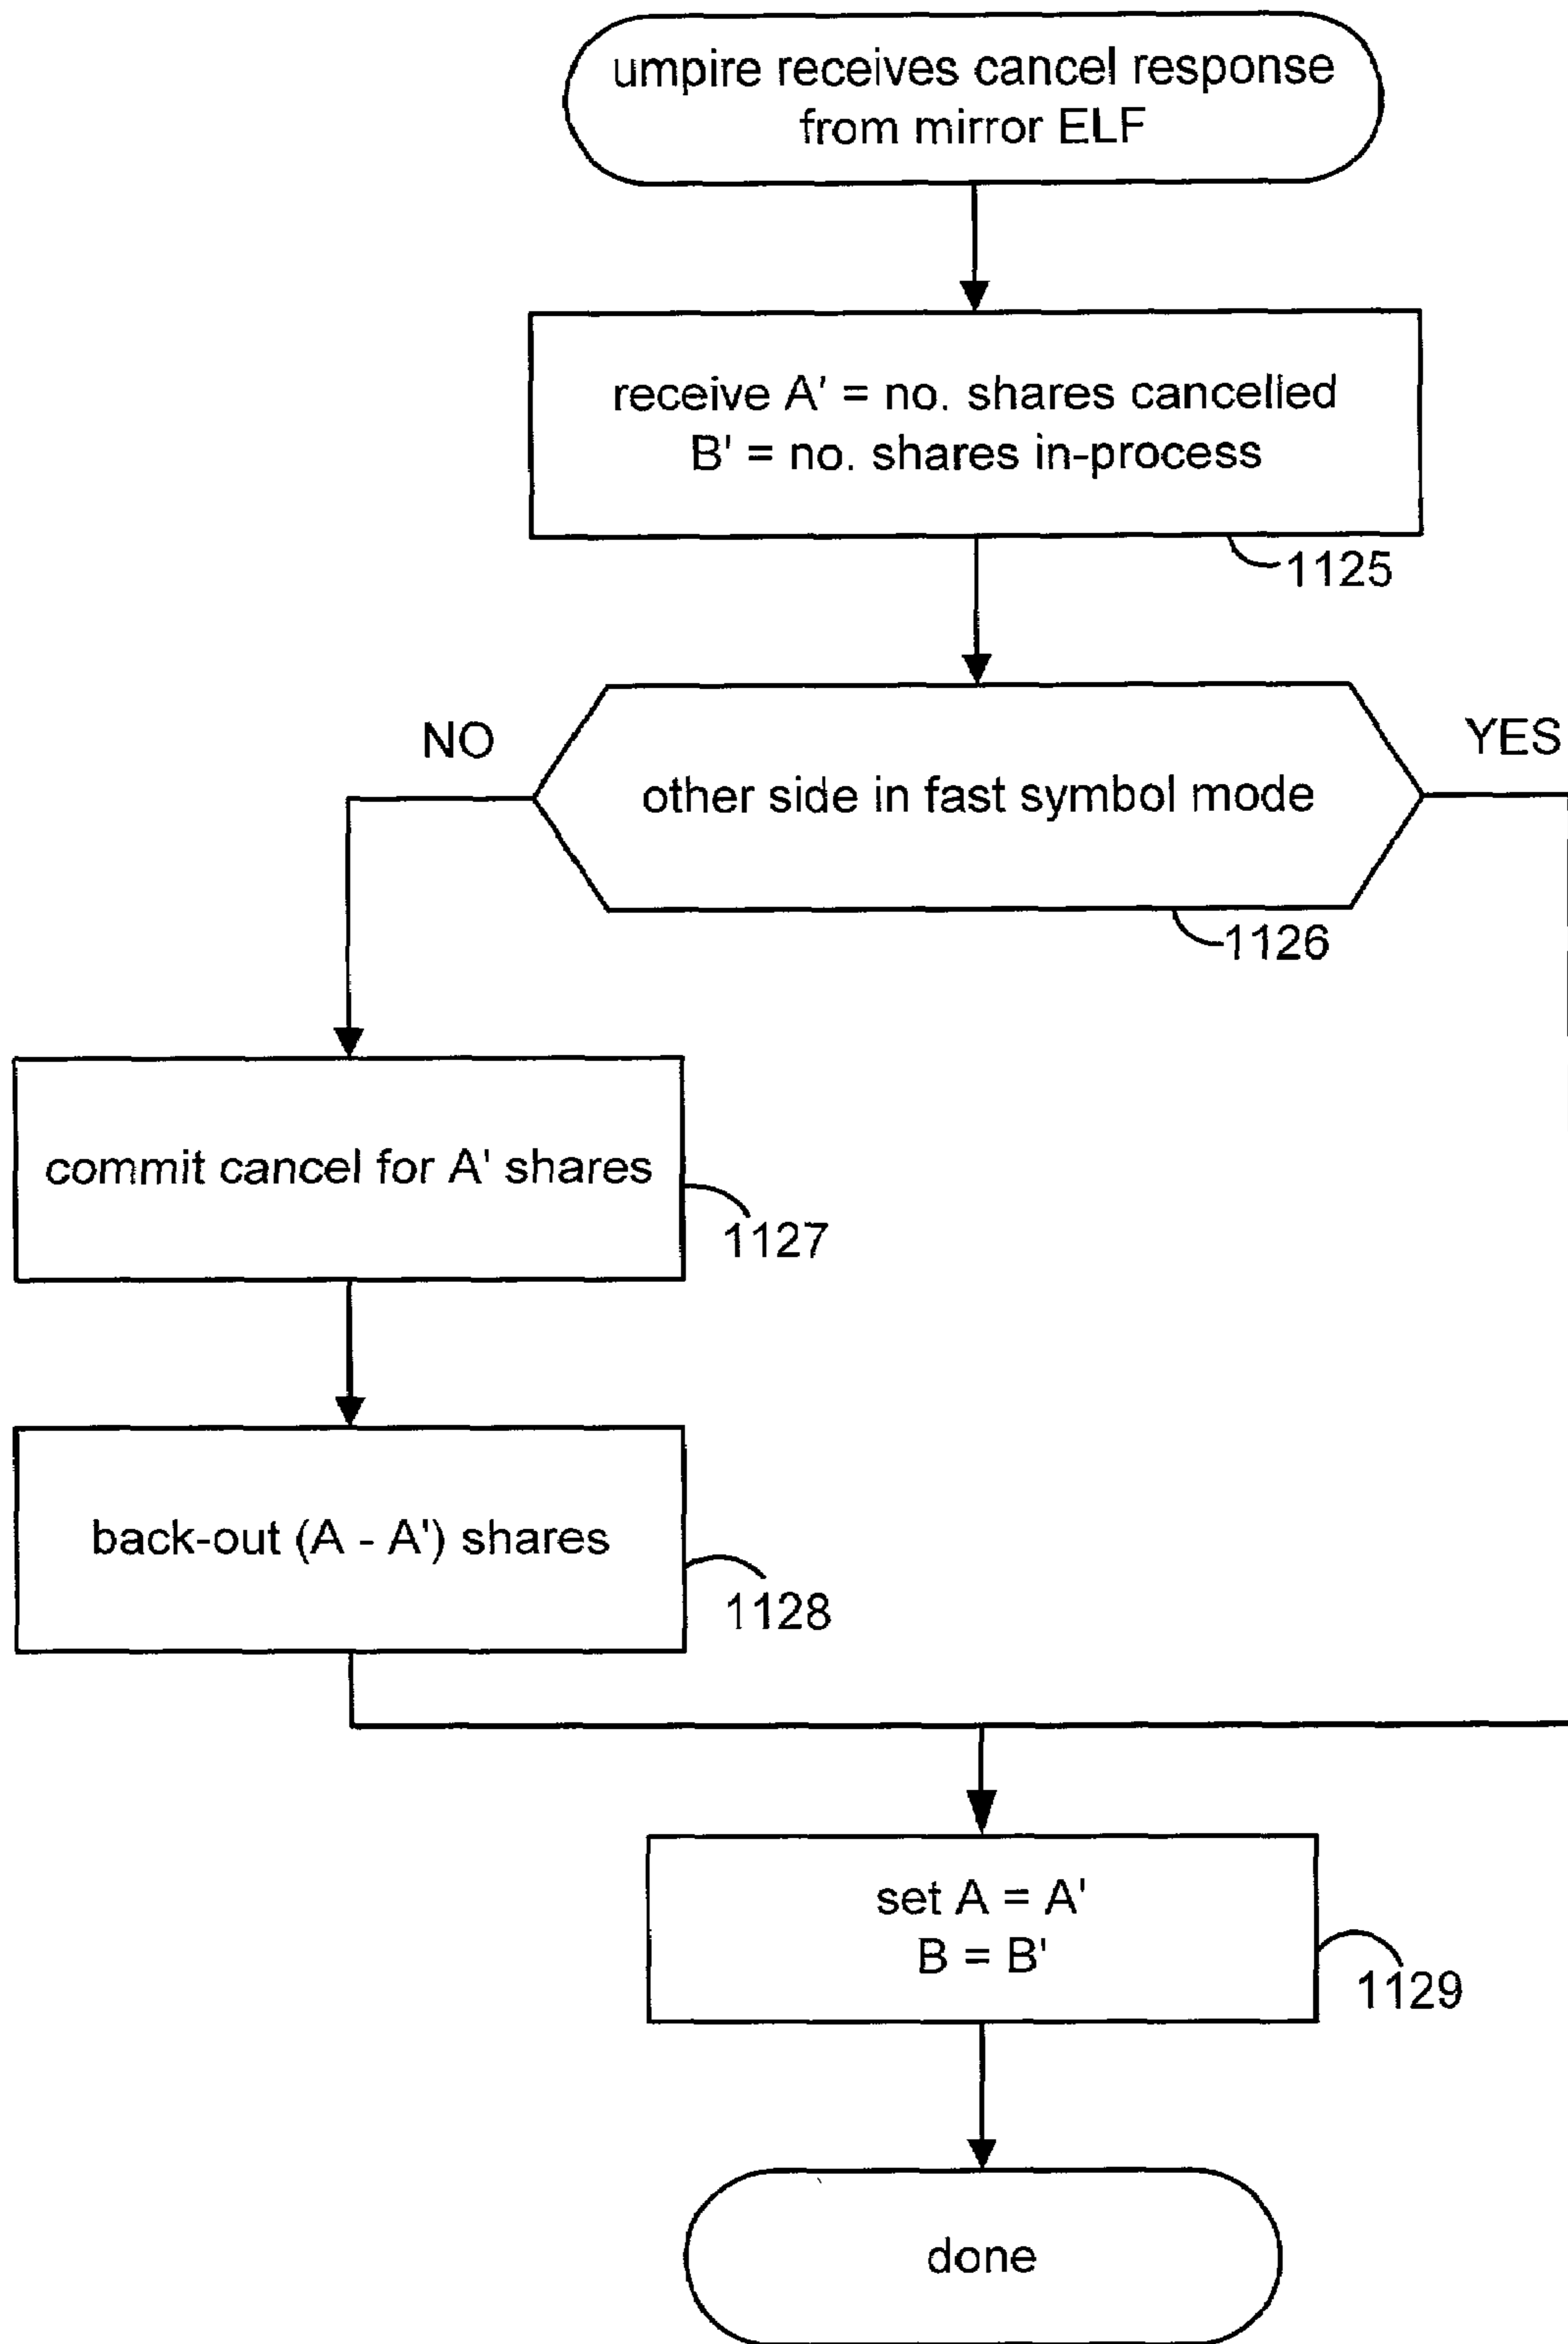 umpire receives cancel response
from mirror ELF
receive A' = no. shares cancelled
B' = no. shares in-process
1125
NO
YES
other side in fast symbol mode
1126
commit cancel for A' shares
1127
back-out (A - A') shares
1128
set A = A'
B = B'
1129
done